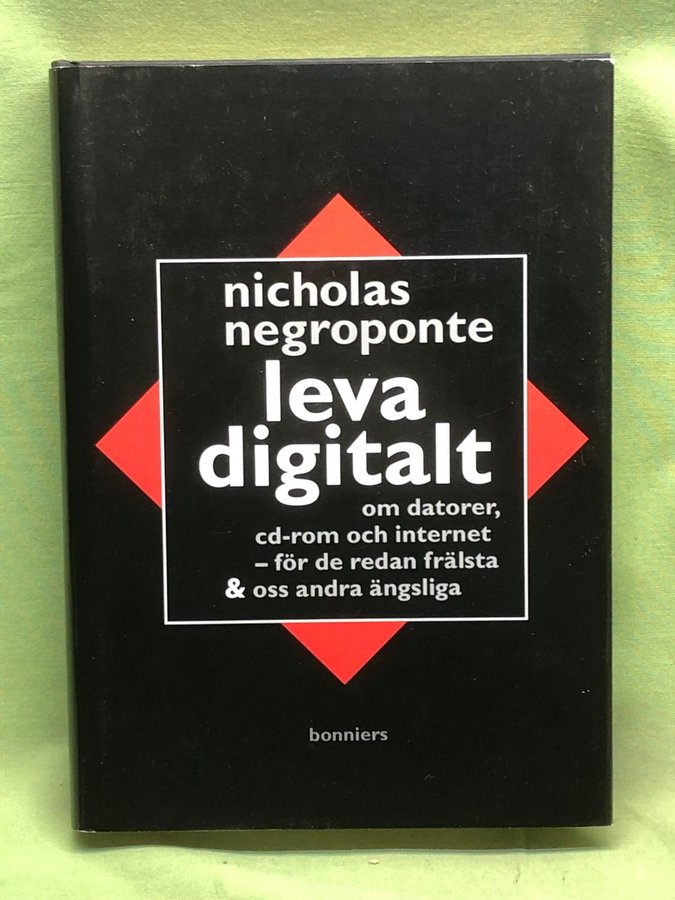 nicholas
negroponte
leva
digitalt
om datorer,
cd-rom och internet
– för de redan frälsta
& oss andra ängsliga
bonniers